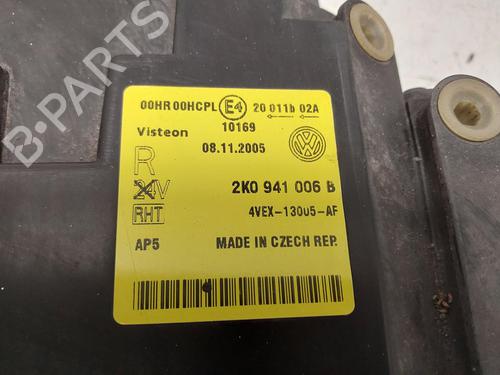 B-Parts
00HR 00HCPL E4 20 011b 02A
Visteon 10169
08.11.2005
R
24V 2K0 941 006 B
RHT 4VEX-13005-AF
AP5 MADE IN CZECH REP.